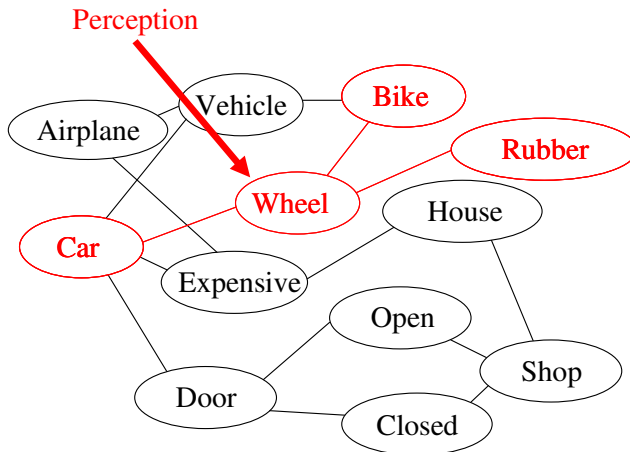 Perception
Vehicle
Bike
Airplane
Rubber
Wheel
House
Car
Expensive
Open
Shop
Door
Closed